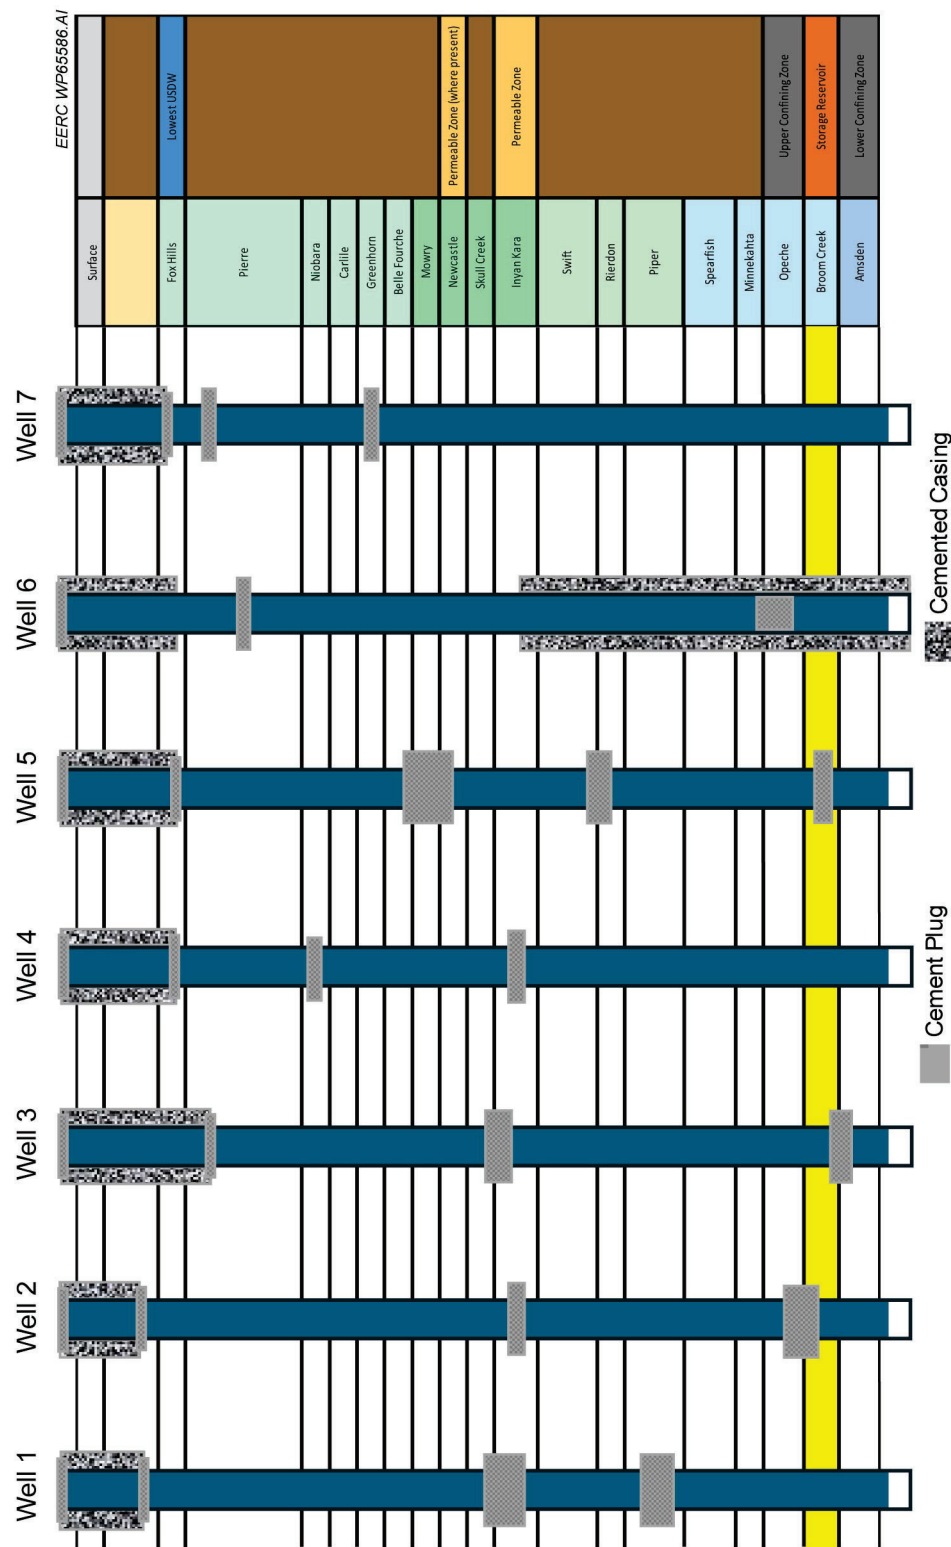 EERC WP65586.AI
Well 1
Well 2
Well 3
Well 4
Well 5
Well 6
Well 7
Surface
Fox Hills
Lowest USDW
Pierre
Niobara
Carlile
Greenhorn
Belle Fourche
Mowry
Newcastle
Permeable Zone (where present)
Skull Creek
Inyan Kara
Permeable Zone
Swift
Rierdon
Piper
Spearfish
Minnekahta
Opeche
Upper Confining Zone
Broom Creek
Storage Reservoir
Amsden
Lower Confining Zone
Cement Plug
Cemented Casing